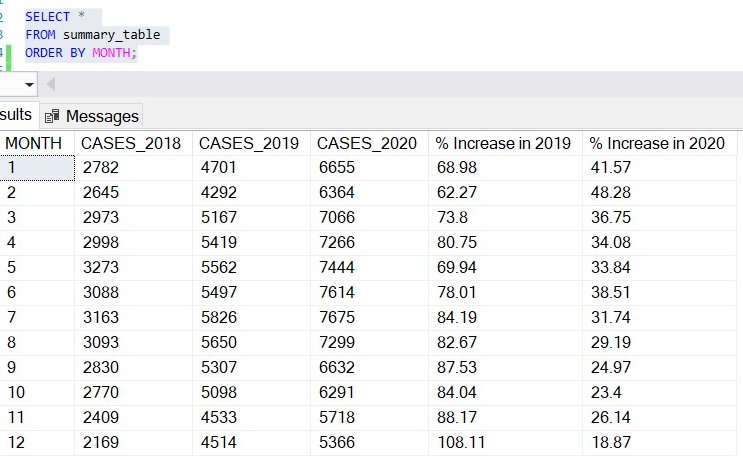 2 SELECT *
3 FROM summary_table
4 ORDER BY MONTH;
sults Messages
MONTH CASES_2018 CASES_2019 CASES_2020 % Increase in 2019 % Increase in 2020
1 2782 4701 6655 68.98 41.57
2 2645 4292 6364 62.27 48.28
3 2973 5167 7066 73.8 36.75
4 2998 5419 7266 80.75 34.08
5 3273 5562 7444 69.94 33.84
6 3088 5497 7614 78.01 38.51
7 3163 5826 7675 84.19 31.74
8 3093 5650 7299 82.67 29.19
9 2830 5307 6632 87.53 24.97
10 2770 5098 6291 84.04 23.4
11 2409 4533 5718 88.17 26.14
12 2169 4514 5366 108.11 18.87